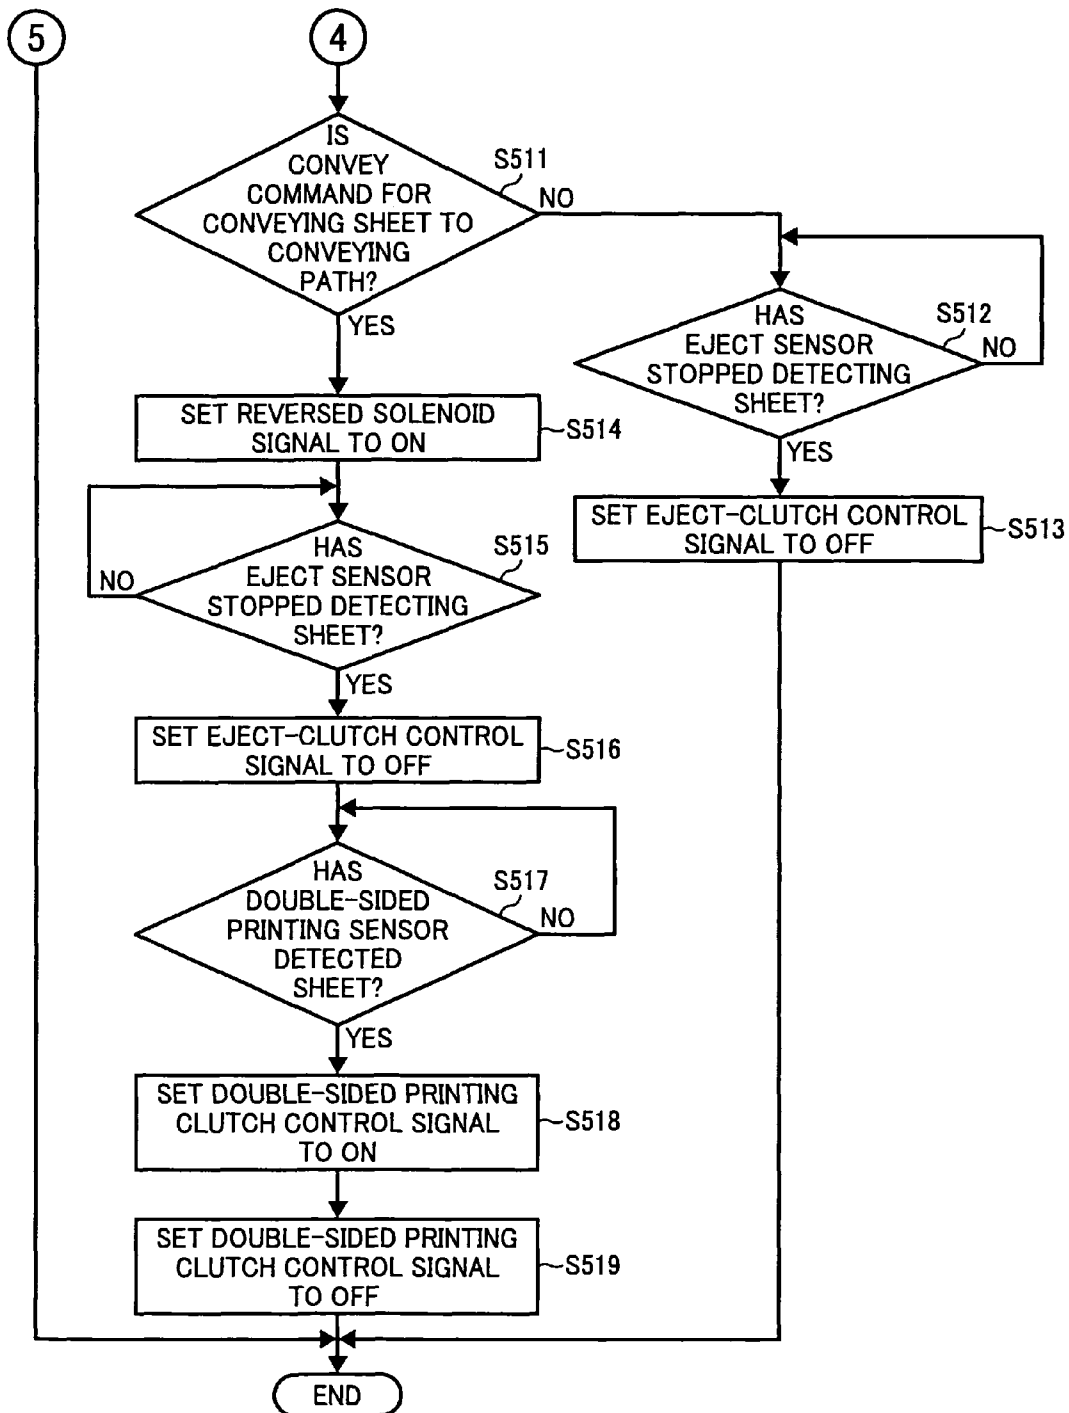 5
4
IS
CONVEY
COMMAND FOR
CONVEYING SHEET TO
CONVEYING
PATH?
S511
NO
YES
HAS
EJECT SENSOR
STOPPED DETECTING
SHEET?
S512
NO
YES
SET REVERSED SOLENOID
SIGNAL TO ON
S514
SET EJECT-CLUTCH CONTROL
SIGNAL TO OFF
S513
HAS
EJECT SENSOR
STOPPED DETECTING
SHEET?
S515
NO
YES
SET EJECT-CLUTCH CONTROL
SIGNAL TO OFF
S516
HAS
DOUBLE-SIDED
PRINTING SENSOR
DETECTED
SHEET?
S517
NO
YES
SET DOUBLE-SIDED PRINTING
CLUTCH CONTROL SIGNAL
TO ON
S518
SET DOUBLE-SIDED PRINTING
CLUTCH CONTROL SIGNAL
TO OFF
S519
END